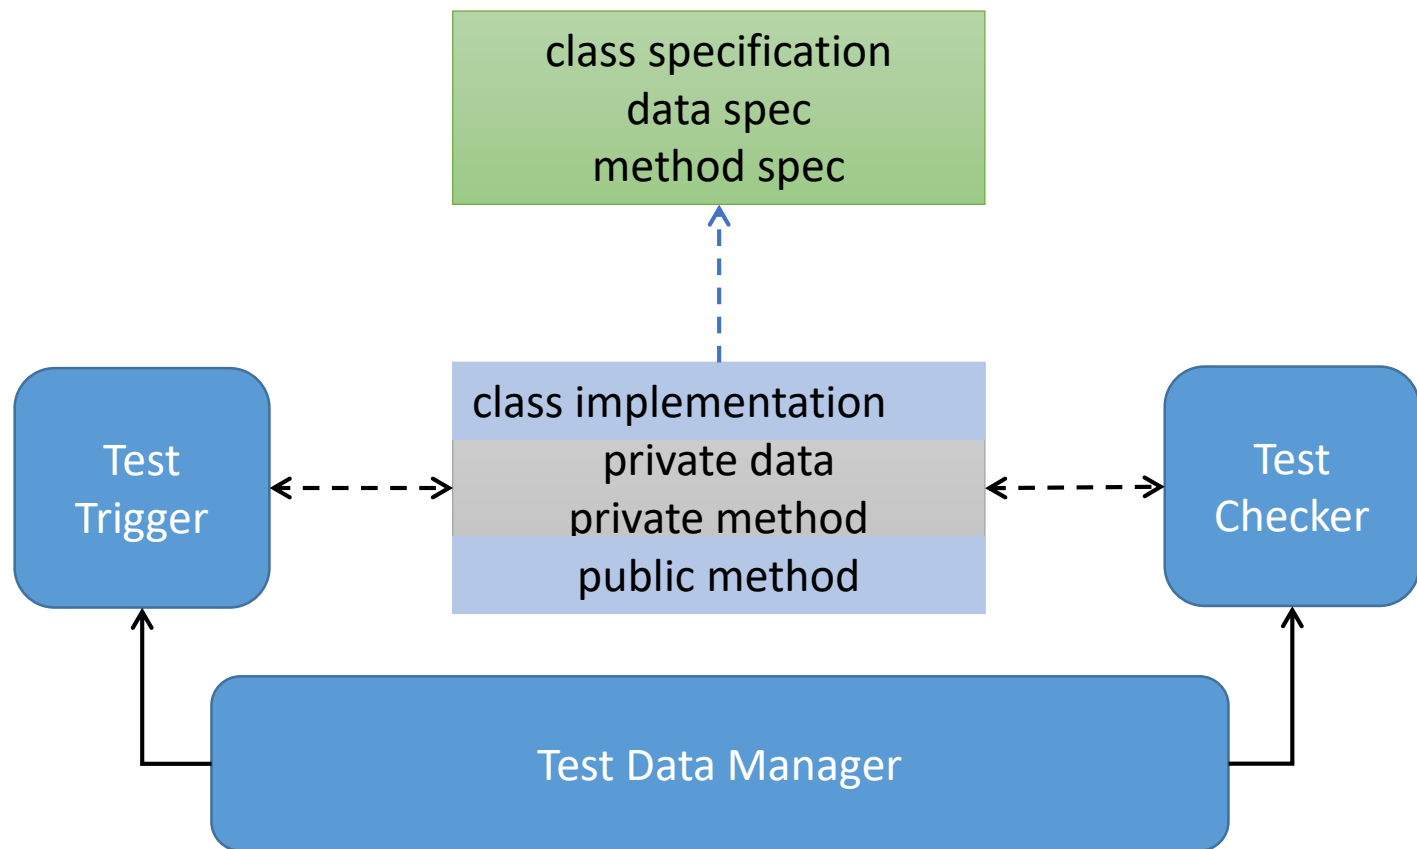 class specification
data spec
method spec
class implementation
private data
private method
public method
Test
Trigger
Test
Checker
Test Data Manager